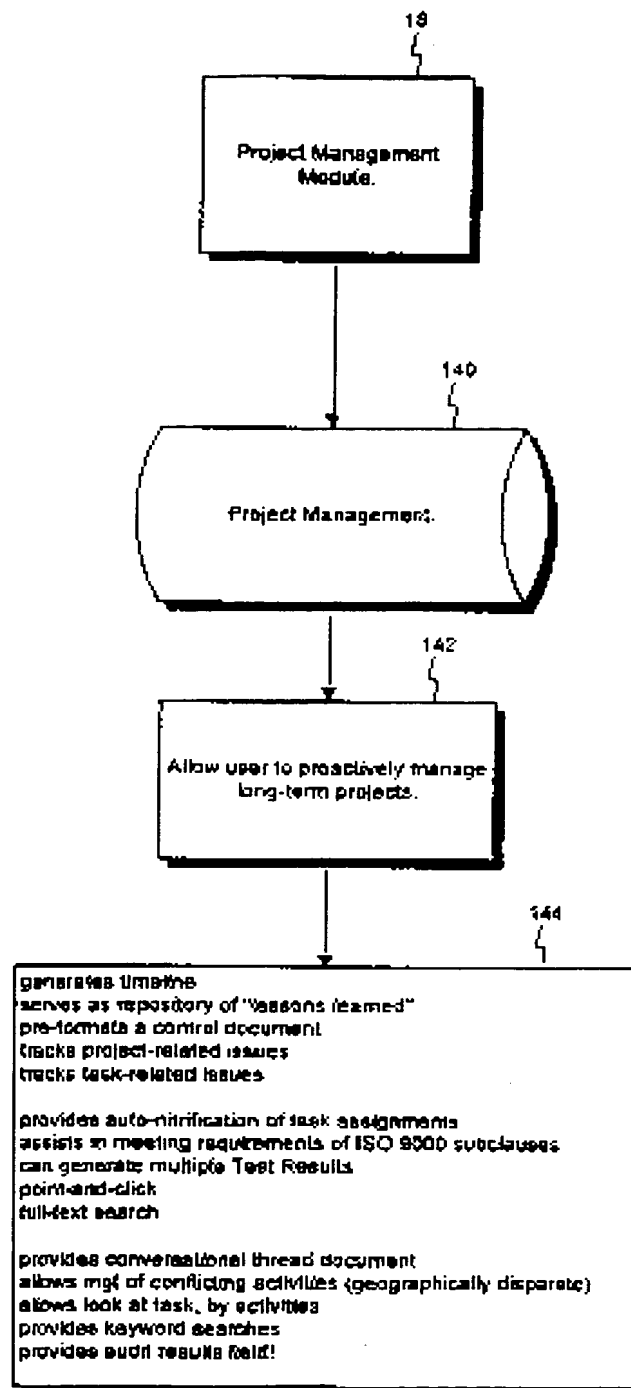 18
Project Management
Module.
140
Project Management.
142
Allow user to proactively manage
long-term projects.
144
generates timeline
serves as repository of "lessons learned"
pre-formats a control document
tracks project-related issues
tracks task-related issues
provides auto-nitrification of task assignments
assists in meeting requirements of ISO 9000 subclauses
can generate multiple Test Results
point-and-click
full-text search
provides conversational thread document
allows mgt of conflicting activities (geographically disparate)
allows look at task, by activities
provides keyword searches
provides audit results field!